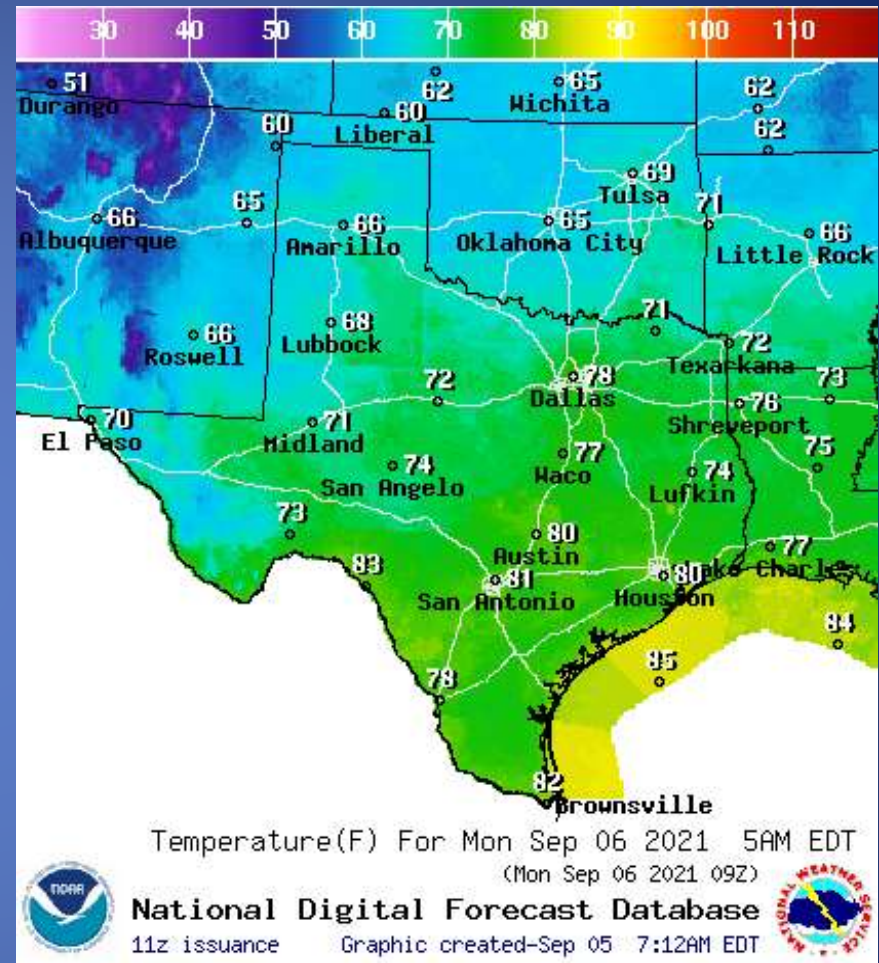 30 40 50 60 70 80 90 100 110
51
Durango
62
65
Wichita
62
60
Liberal
60
62
69
Tulsa
66
Albuquerque
65
66
Amarillo
65
Oklahoma City
71
66
Little Rock
66
Roswell
68
Lubbock
71
72
Texarkana
70
El Paso
71
Midland
72
78
Dallas
76
Shreveport
73
74
San Angelo
77
Waco
74
Lufkin
75
73
83
80
Austin
81
San Antonio
80
Houston
77
84
78
85
82
Brownsville
Temperature(F) For Mon Sep 06 2021 5AM EDT
(Mon Sep 06 2021 09Z)
NOAA
National Digital Forecast Database
11z issuance Graphic created-Sep 05 7:12AM EDT
NATIONAL WEATHER SERVICE